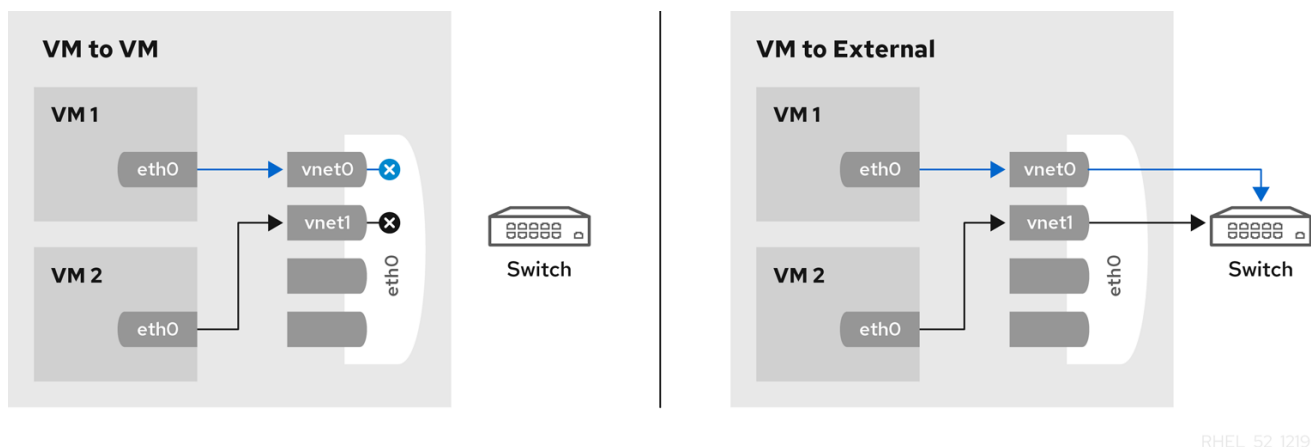 VM to VM
VM 1
eth0
vnet0
vnet1
VM 2
eth0
eth0
Switch
VM to External
VM 1
eth0
vnet0
vnet1
VM 2
eth0
eth0
Switch
RHEL_52_1219